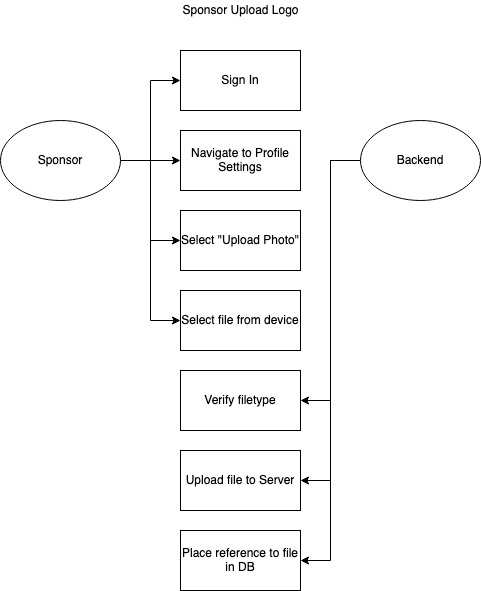 Sponsor Upload Logo
Sign In
Sponsor
Navigate to Profile
Settings
Backend
Select "Upload Photo"
Select file from device
Verify filetype
Upload file to Server
Place reference to file
in DB